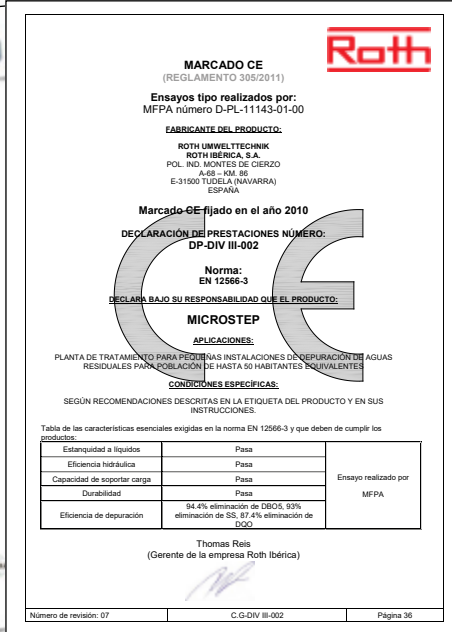 Roth
MARCADO CE
(REGLAMENTO 305/2011)
Ensayos tipo realizados por:
MFPA número D-PL-11143-01-00
FABRICANTE DEL PRODUCTO:
ROTH UMWELTTECHNIK
ROTH IBÉRICA, S.A.
POL. IND. MONTES DE CIERZO
A-68 – KM. 86
E-31500 TUDELA (NAVARRA)
ESPAÑA
Marcado CE fijado en el año 2010
DECLARACIÓN DE PRESTACIONES NÚMERO:
DP-DIV III-002
Norma:
EN 12566-3
DECLARA BAJO SU RESPONSABILIDAD QUE EL PRODUCTO:
MICROSTEP
APLICACIONES:
PLANTA DE TRATAMIENTO PARA PEQUEÑAS INSTALACIONES DE DEPURACIÓN DE AGUAS
RESIDUALES PARA POBLACIÓN DE HASTA 50 HABITANTES EQUIVALENTES
CONDICIONES ESPECÍFICAS:
SEGÚN RECOMENDACIONES DESCRITAS EN LA ETIQUETA DEL PRODUCTO Y EN SUS
INSTRUCCIONES.
Tabla de las características esenciales exigidas en la norma EN 12566-3 y que deben de cumplir los
productos:
Estanquidad a líquidos Pasa
Eficiencia hidráulica Pasa
Capacidad de soportar carga Pasa
Durabilidad Pasa
Eficiencia de depuración 94.4% eliminación de DBO5, 93%
eliminación de SS, 87.4% eliminación de
DQO
Ensayo realizado por
MFPA
Thomas Reis
(Gerente de la empresa Roth Ibérica)
Número de revisión: 07 C.G-DIV III-002 Página 36